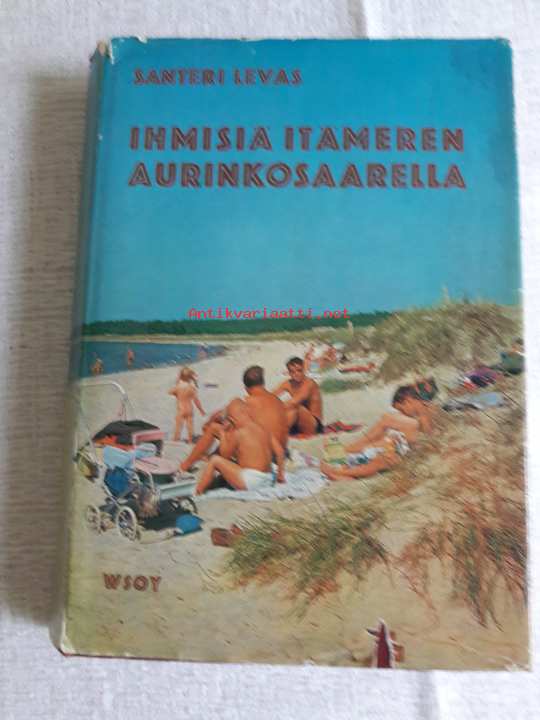 SANTERI LEVAS
IHMISIÄ ITÄMEREN
AURINKOSAARELLA
Antikvariaatti.net
WSOY